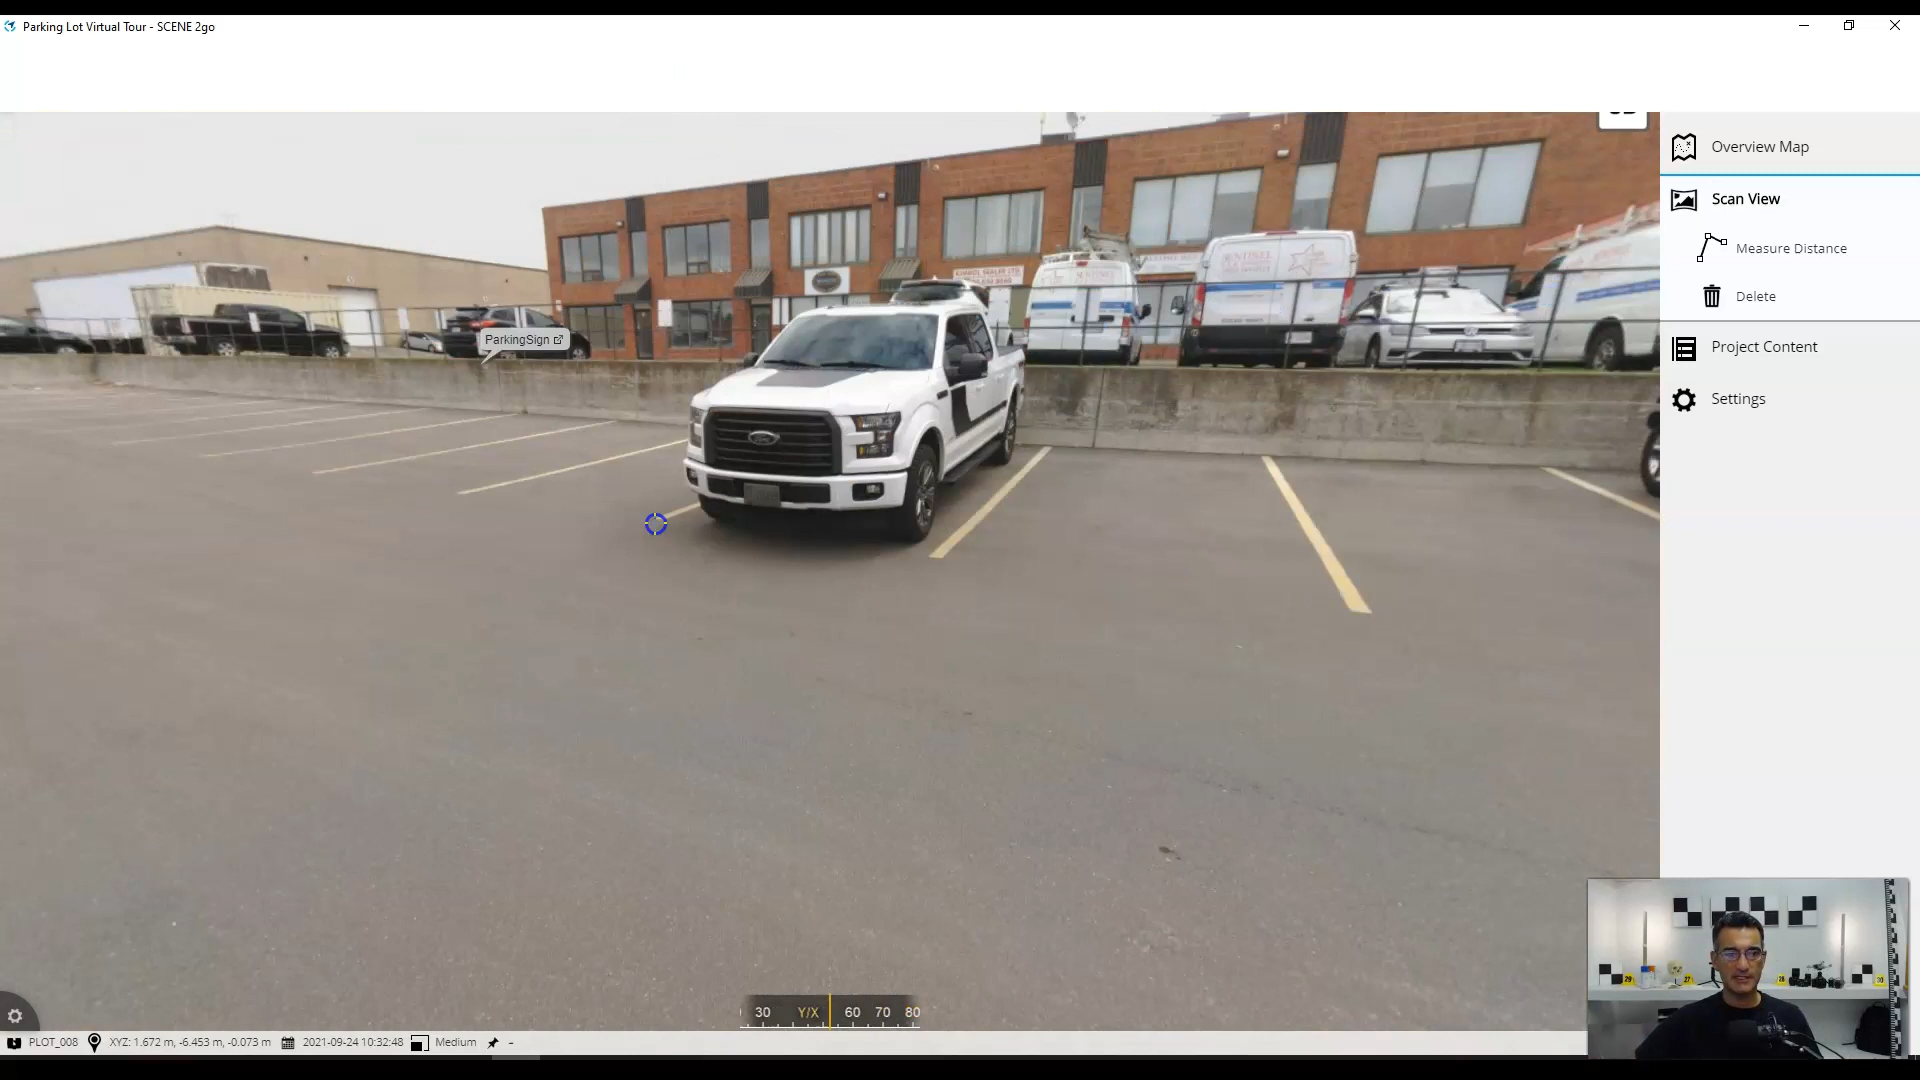 Parking Lot Virtual Tour - SCENE 2go
Overview Map
Scan View
Measure Distance
Delete
Project Content
Settings
ParkingSign
Ford
30 Y/X 60 70 80
PLOT_008 XYZ: 1.672 m, -6.453 m, -0.073 m 2021-09-24 10:32:48 Medium -